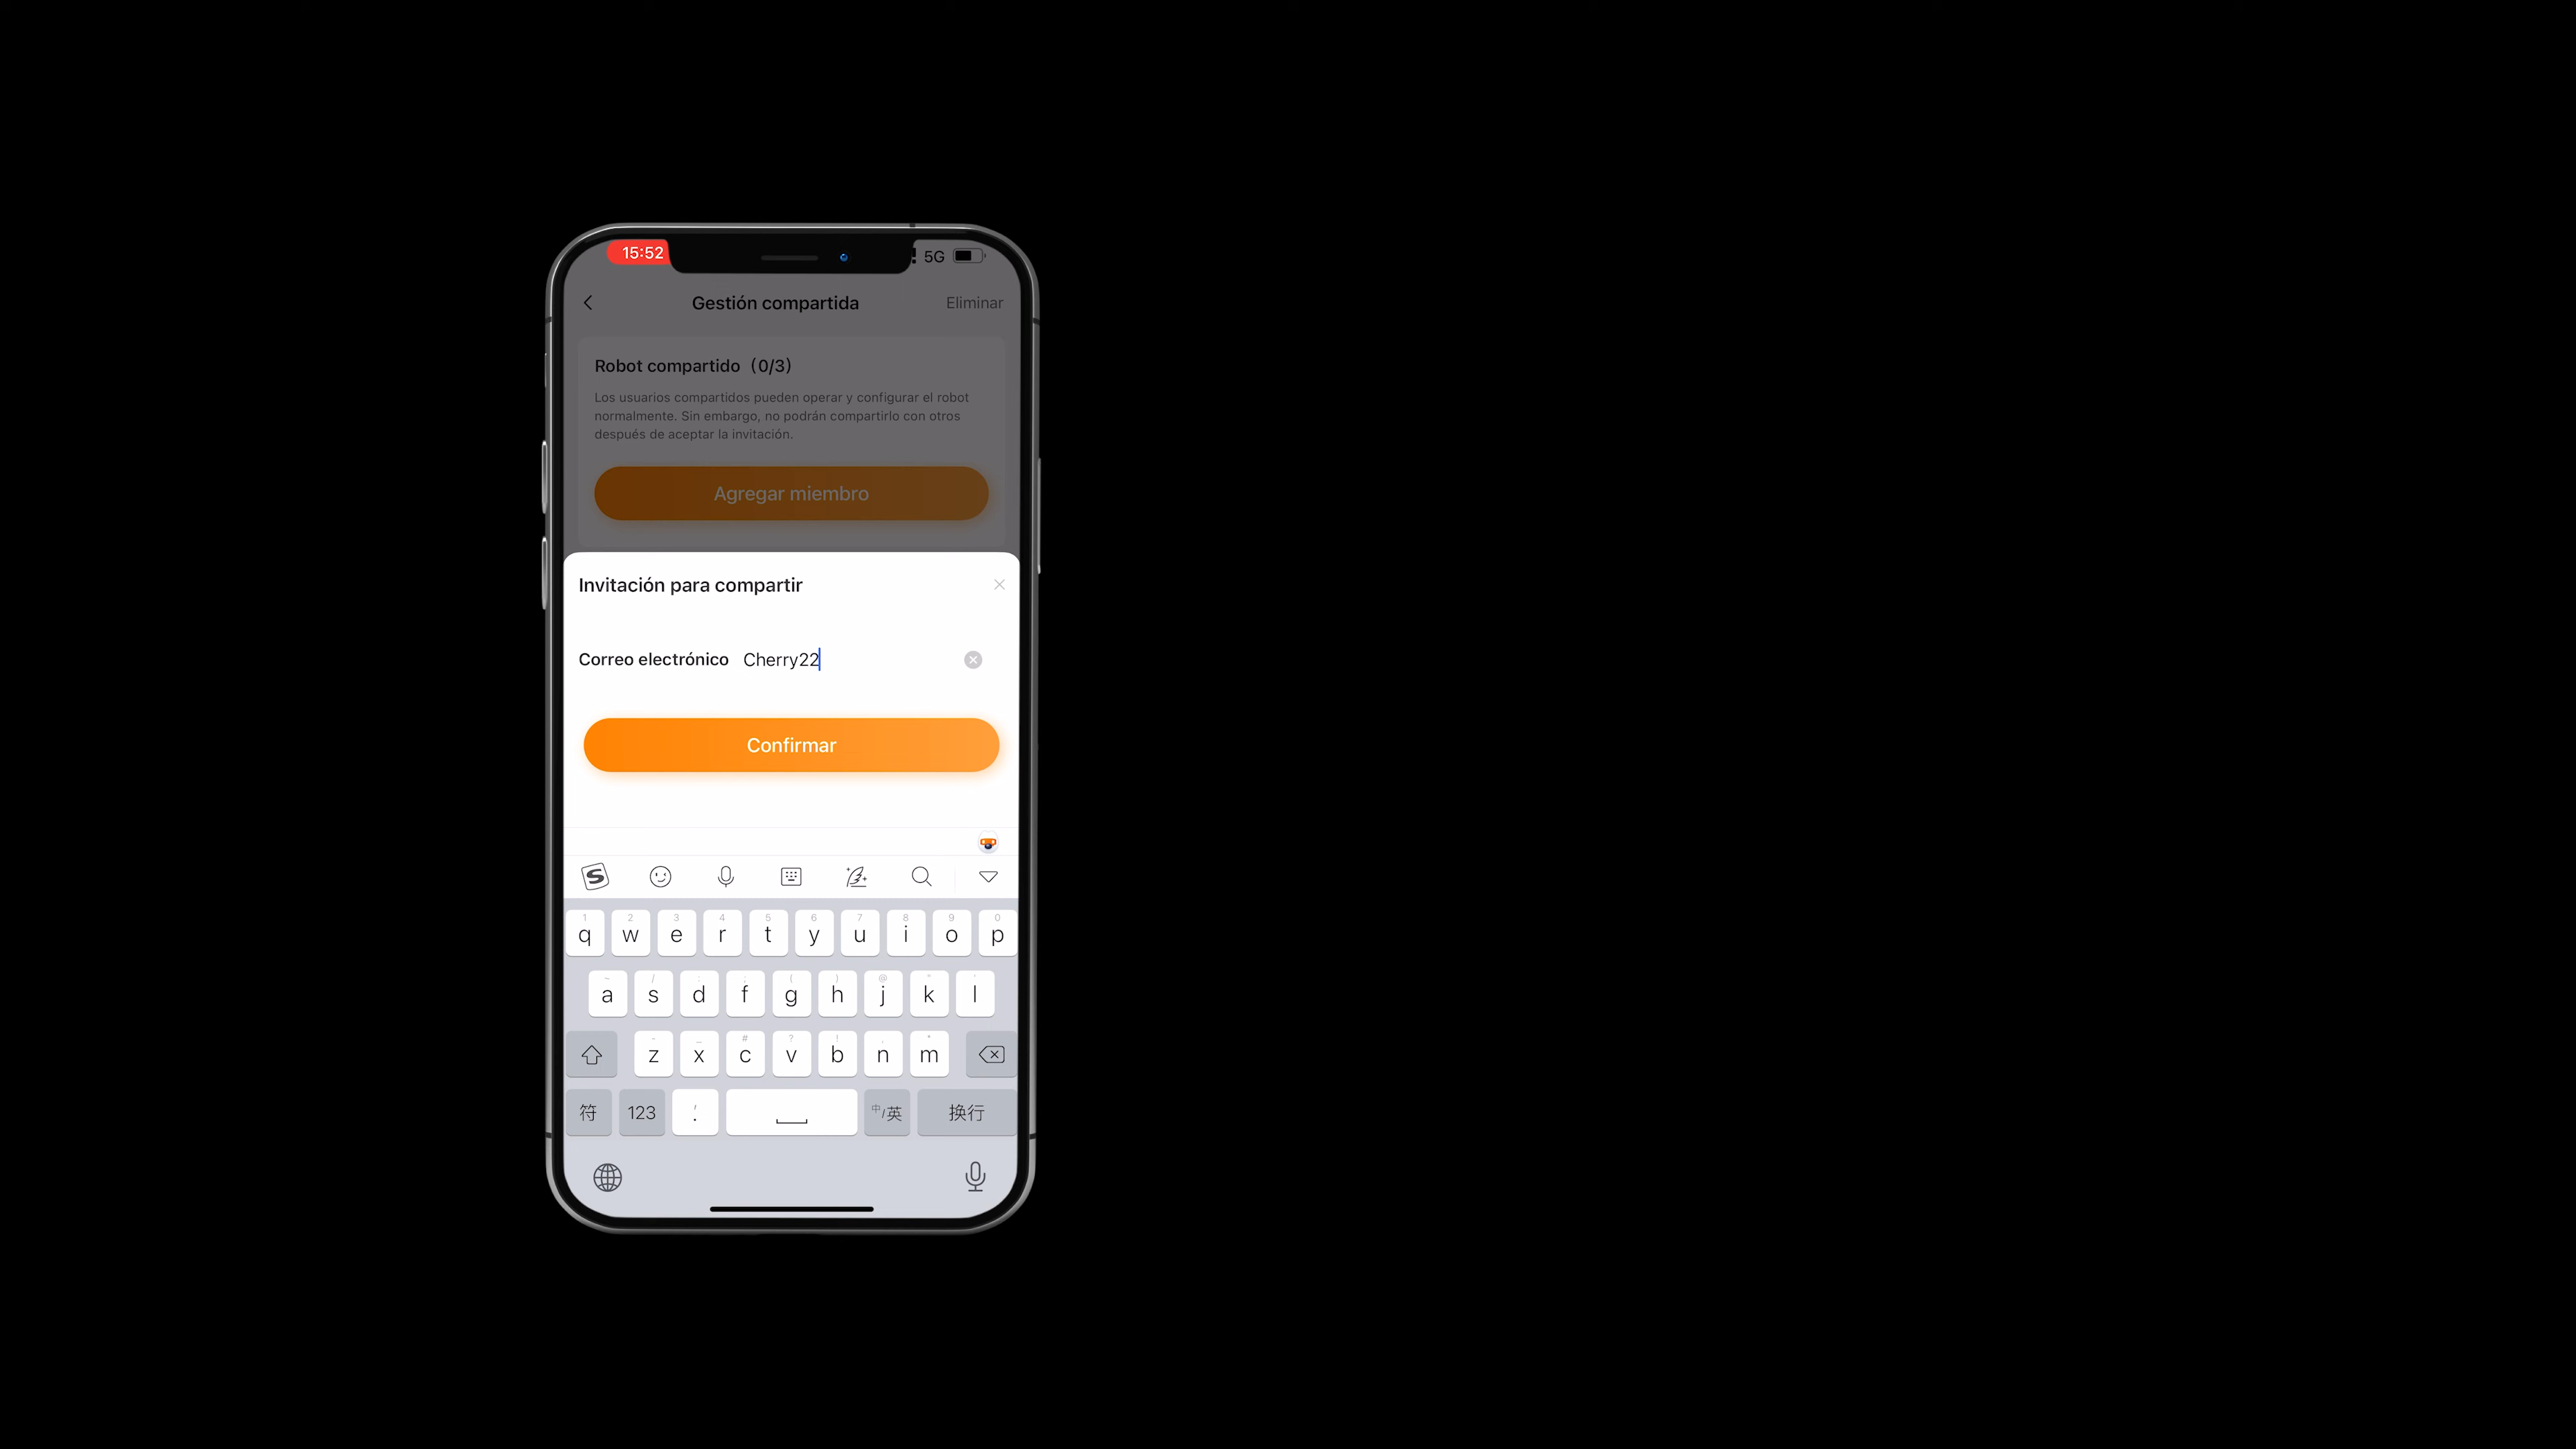 15:52
5G
Gestión compartida
Eliminar
Robot compartido (0/3)
Los usuarios compartidos pueden operar y configurar el robot
normalmente. Sin embargo, no podrán compartirlo con otros
después de aceptar la invitación.
Agregar miembro
Invitación para compartir
Correo electrónico Cherry22
Confirmar
1 2 3 4 5 6 7 8 9 0
q w e r t y u i o p
a s d f g h j k l
z x c v b n m
符 123 中/英 换行